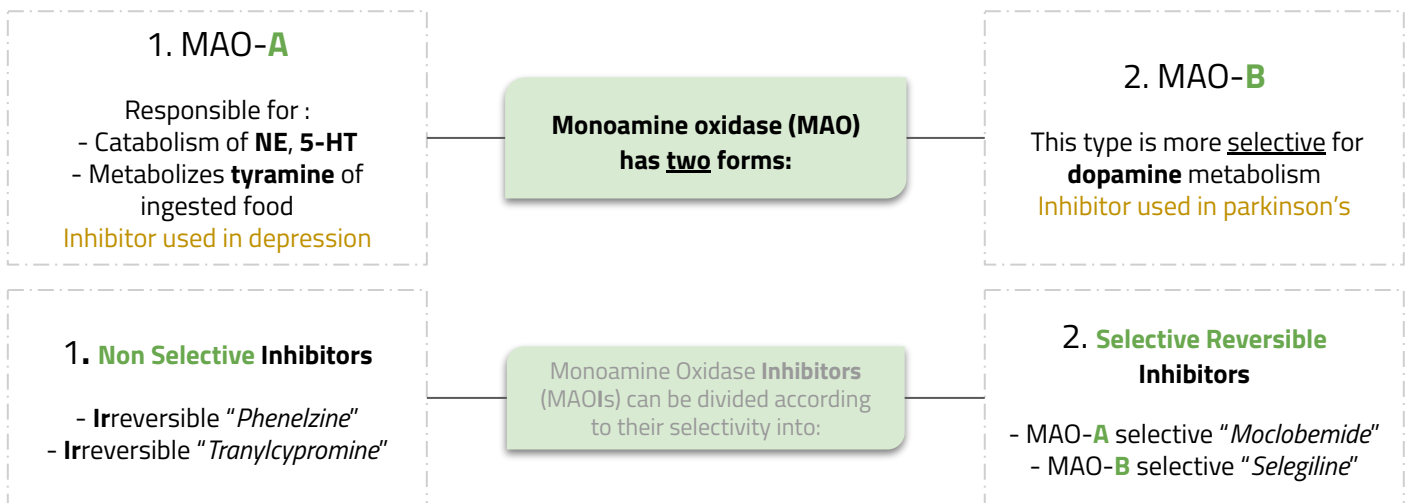 1. MAO-A
Responsible for :
- Catabolism of NE, 5-HT
- Metabolizes tyramine of
ingested food
Inhibitor used in depression
Monoamine oxidase (MAO)
has two forms:
2. MAO-B
This type is more selective for
dopamine metabolism
Inhibitor used in parkinson's
1. Non Selective Inhibitors
- Irreversible “Phenelzine”
- Irreversible “Tranylcypromine”
Monoamine Oxidase Inhibitors
(MAOIs) can be divided according
to their selectivity into:
2. Selective Reversible
Inhibitors
- MAO-A selective “Moclobemide”
- MAO-B selective “Selegiline”